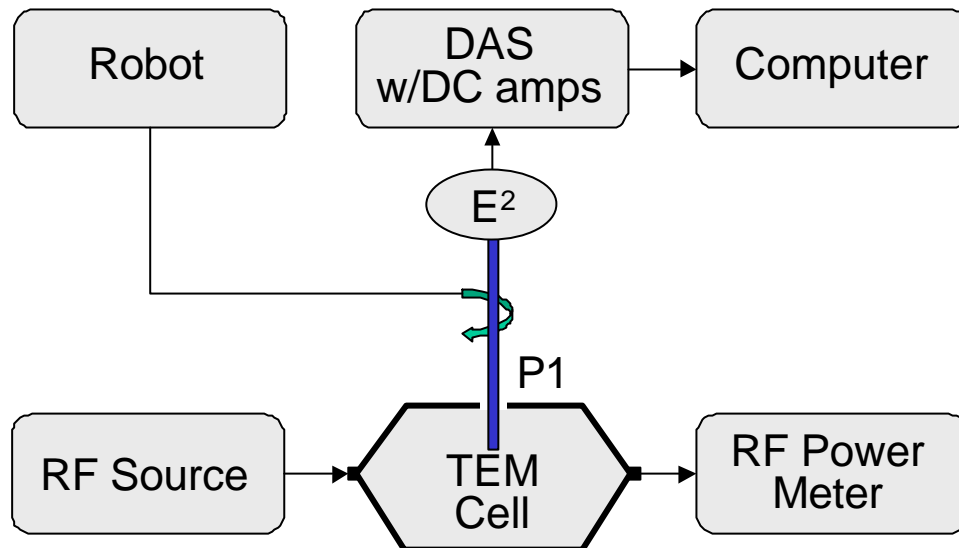 Robot
DAS
w/DC amps
Computer
E²
P1
RF Source
TEM
Cell
RF Power
Meter